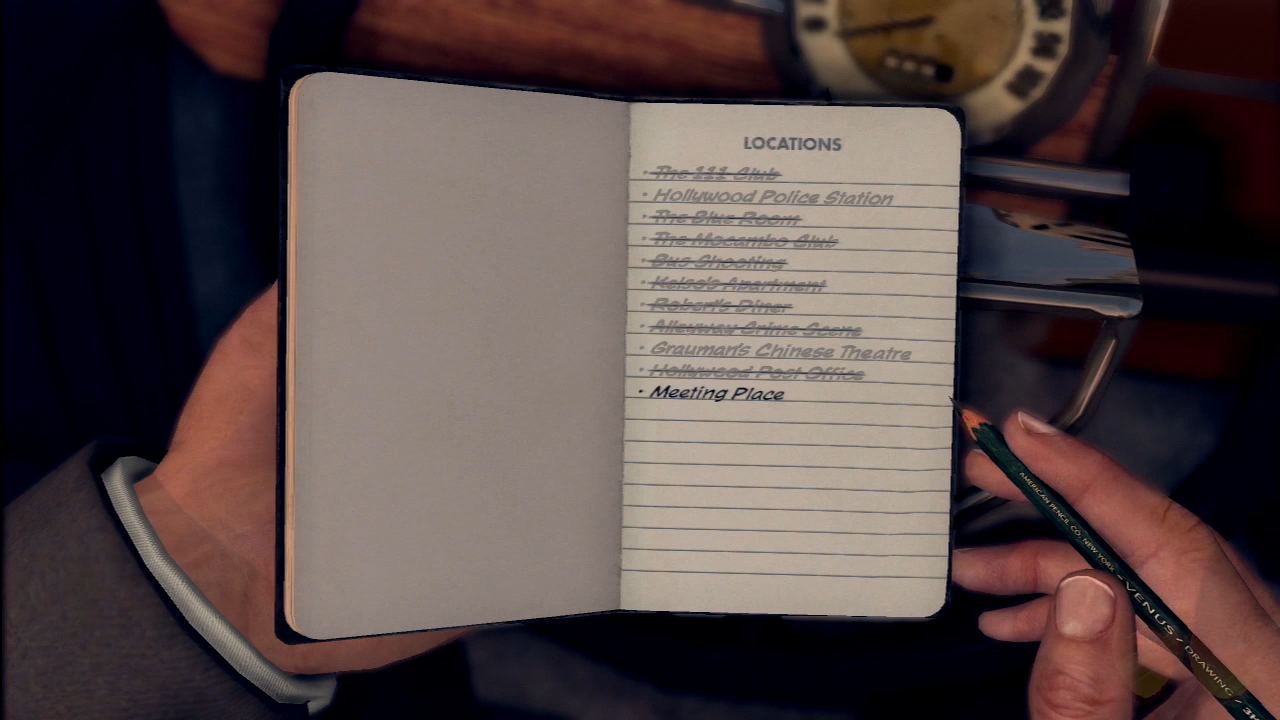 LOCATIONS
• The 111 Club
• Hollywood Police Station
• The Blue Room
• The Mocambo Club
• Bus Shooting
• Kelso's Apartment
• Robert's Diner
• Alleyway Crime Scene
• Grauman's Chinese Theatre
• Hollywood Post Office
• Meeting Place
AMERICAN PENCIL CO. NEW YORK VENUS / DRAWING / 3H